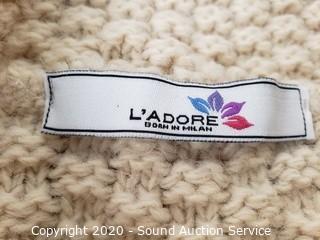 L'ADORE
BORN IN MILAN
Copyright 2020 - Sound Auction Service